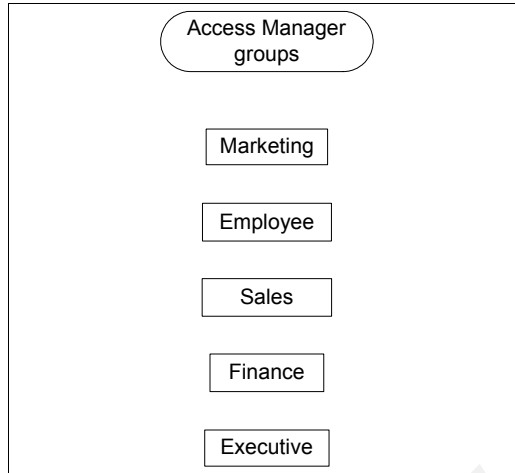 Access Manager
groups
Marketing
Employee
Sales
Finance
Executive